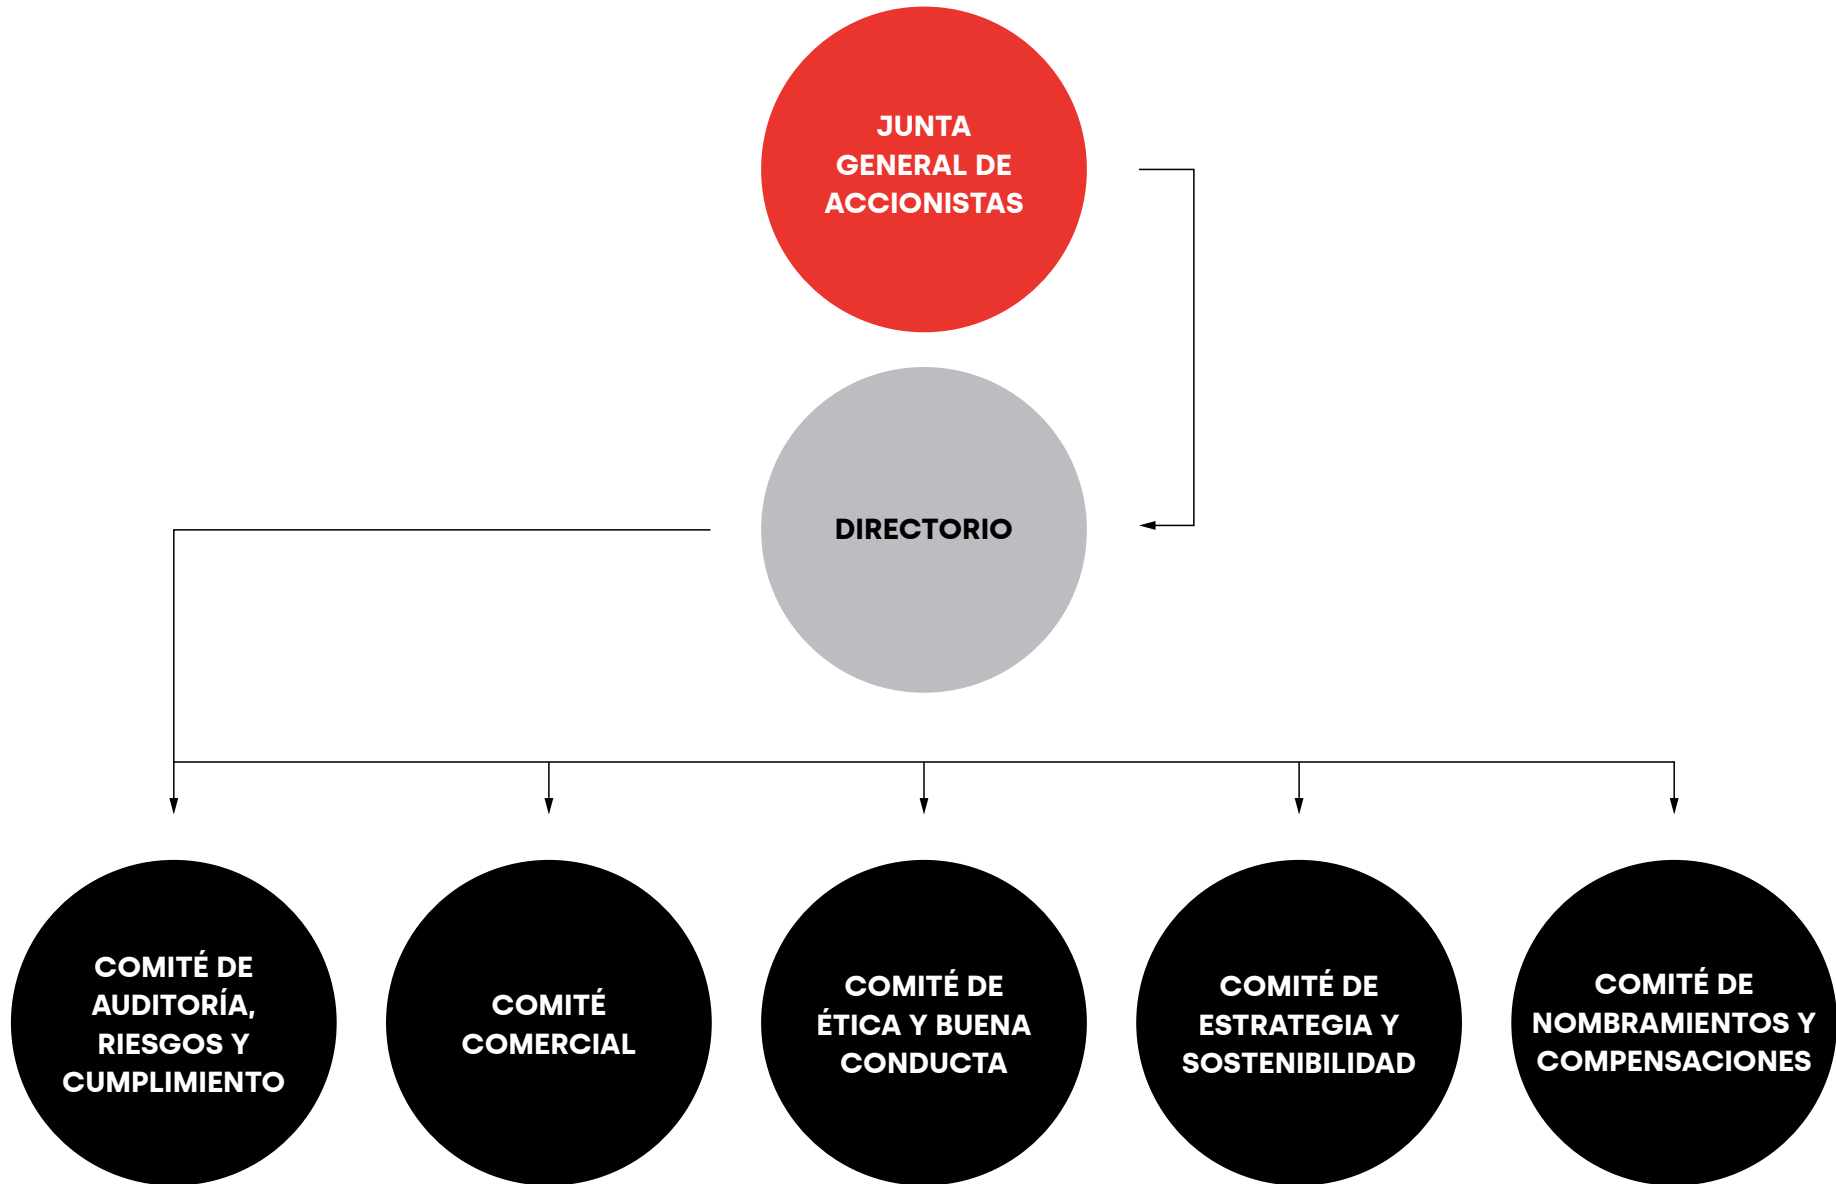 JUNTA
GENERAL DE
ACCIONISTAS
DIRECTORIO
COMITÉ DE
AUDITORÍA,
RIESGOS Y
CUMPLIMIENTO
COMITÉ
COMERCIAL
COMITÉ DE
ÉTICA Y BUENA
CONDUCTA
COMITÉ DE
ESTRATEGIA Y
SOSTENIBILIDAD
COMITÉ DE
NOMBRAMIENTOS Y
COMPENSACIONES